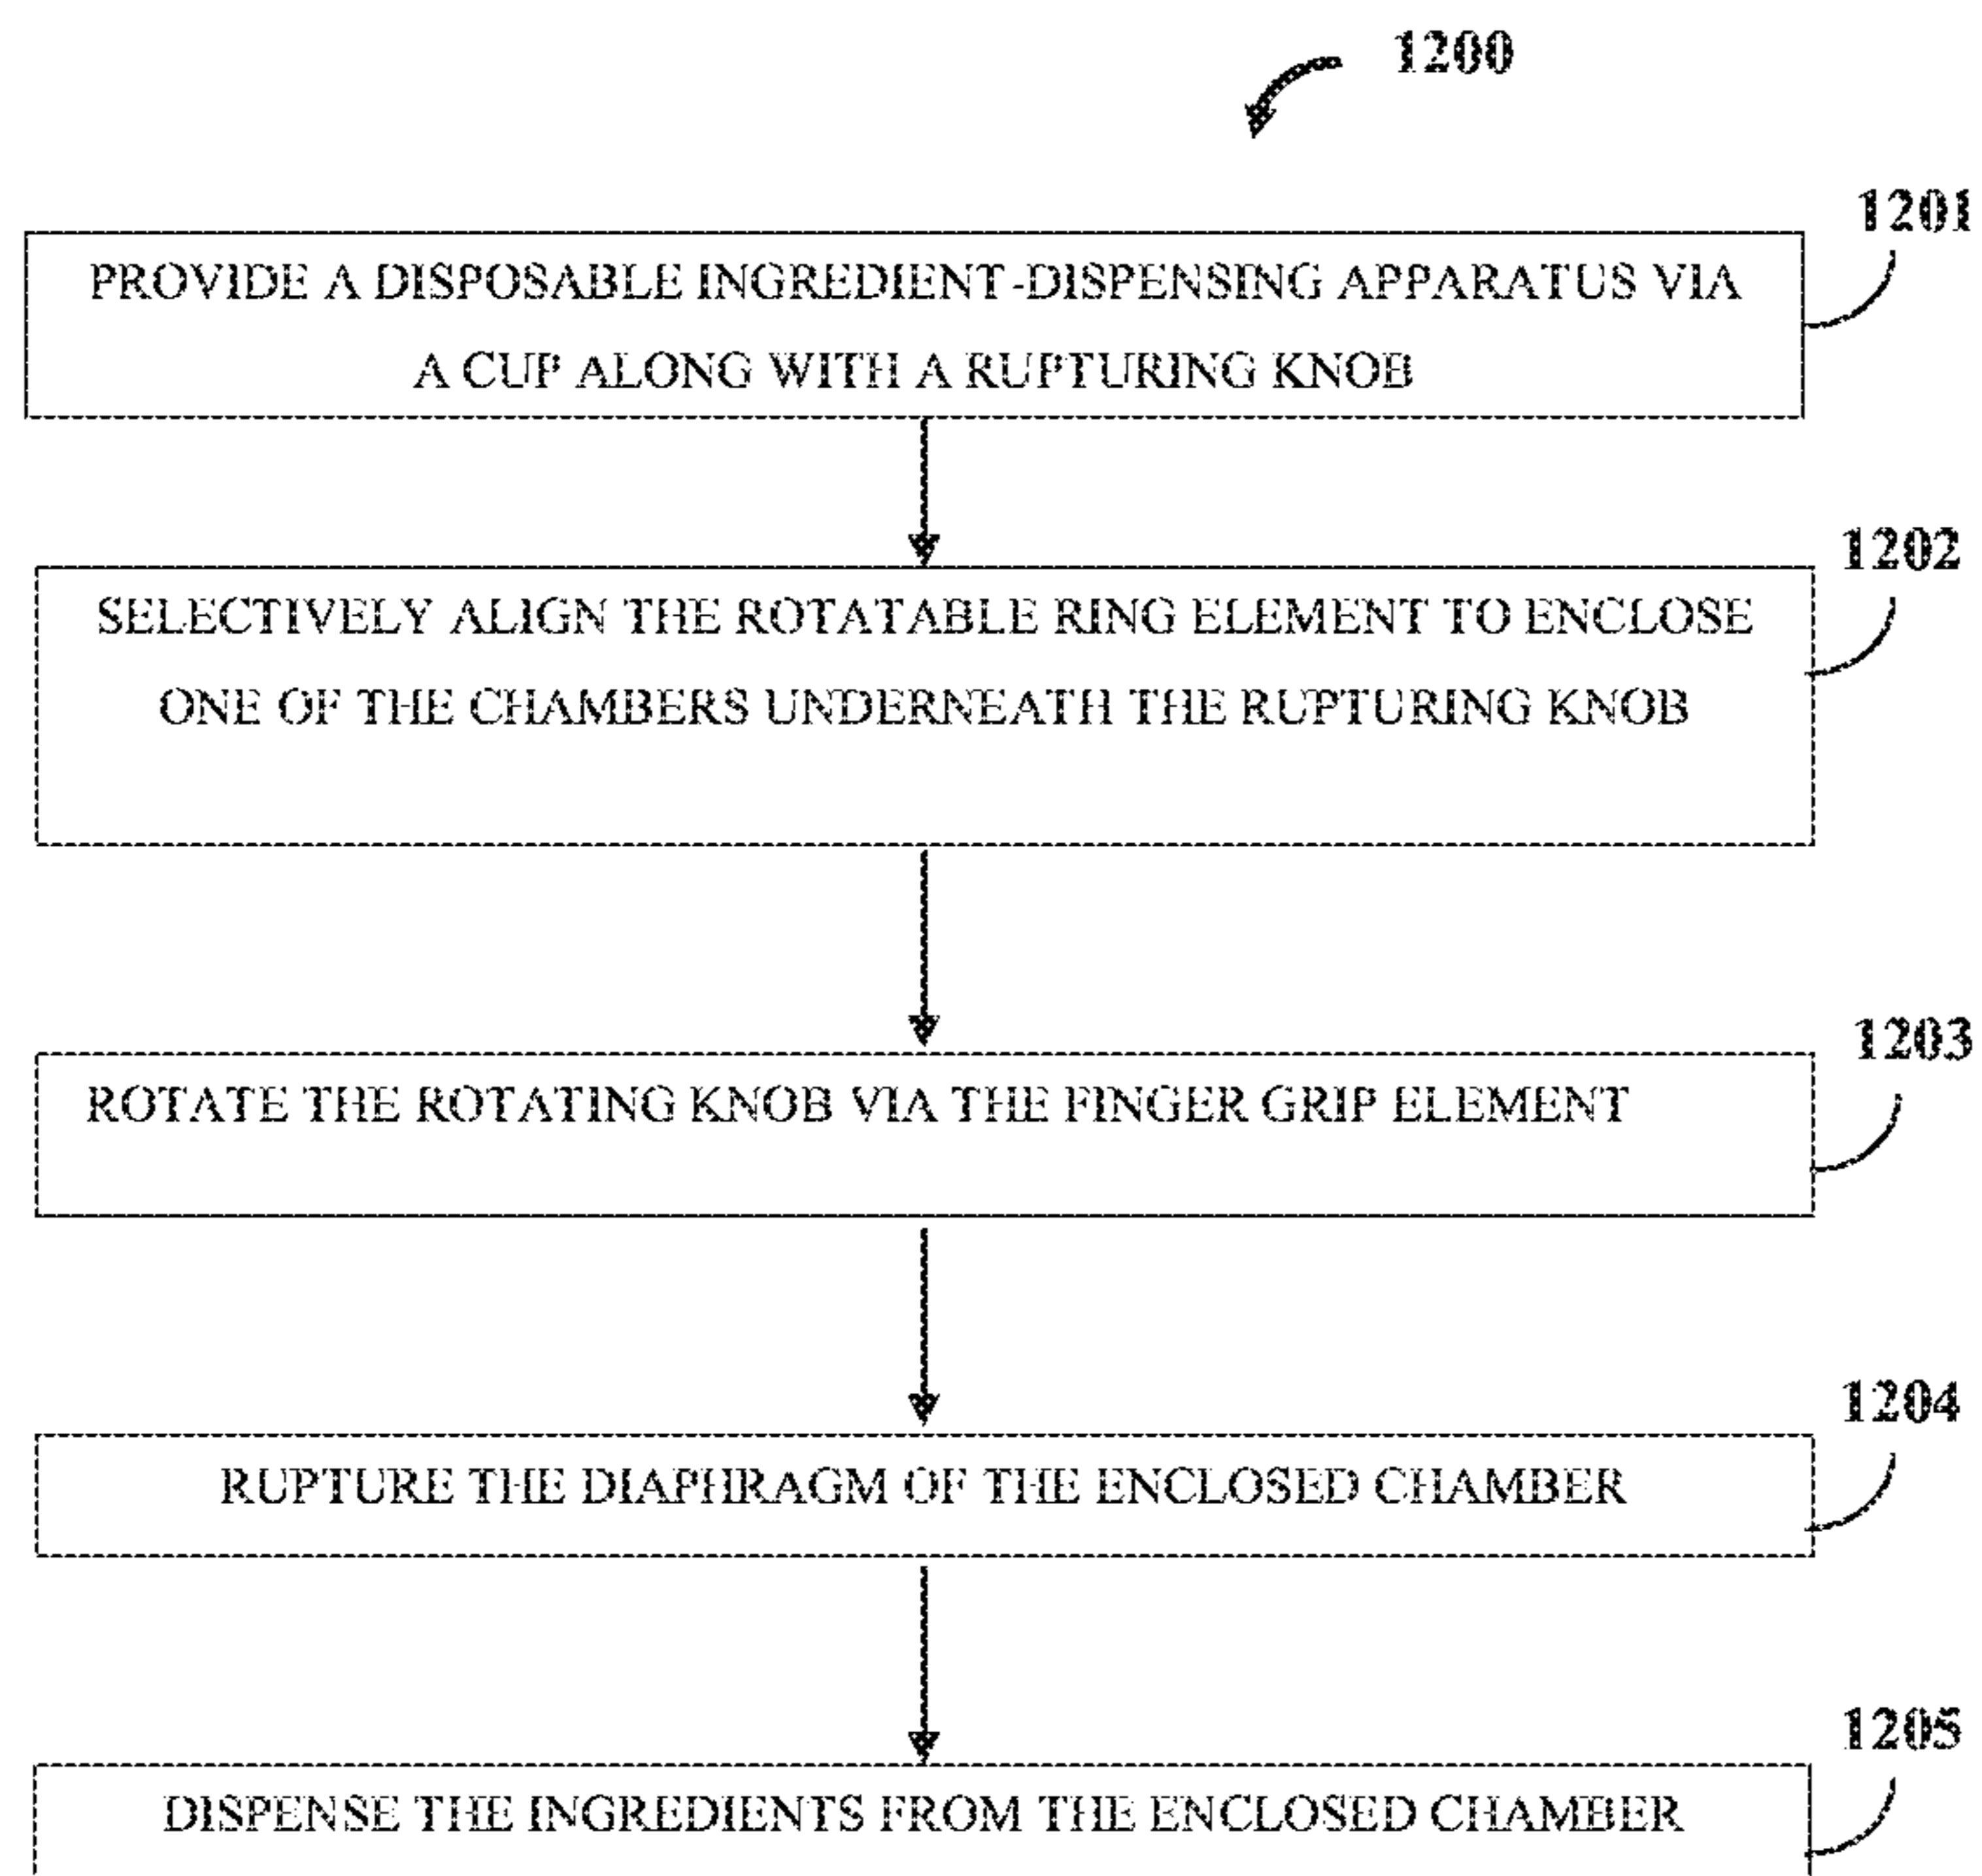 1200
1201
PROVIDE A DISPOSABLE INGREDIENT-DISPENSING APPARATUS VIA
A CUP ALONG WITH A RUPTURING KNOB
1202
SELECTIVELY ALIGN THE ROTATABLE RING ELEMENT TO ENCLOSE
ONE OF THE CHAMBERS UNDERNEATH THE RUPTURING KNOB
1203
ROTATE THE ROTATING KNOB VIA THE FINGER GRIP ELEMENT
1204
RUPTURE THE DIAPHRAGM OF THE ENCLOSED CHAMBER
1205
DISPENSE THE INGREDIENTS FROM THE ENCLOSED CHAMBER